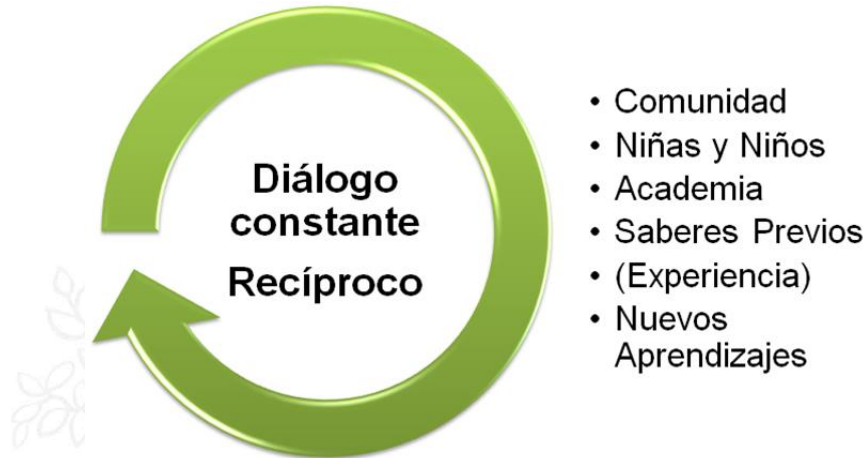 Diálogo
constante
Recíproco
• Comunidad
• Niñas y Niños
• Academia
• Saberes Previos
• (Experiencia)
• Nuevos
Aprendizajes